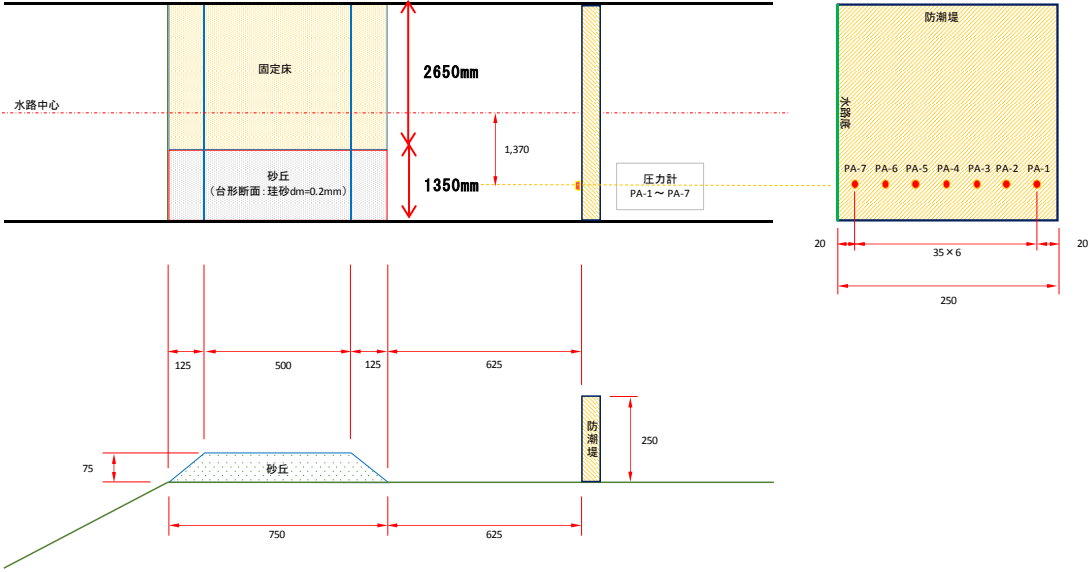 固定床
2650mm
水路中心
1,370
砂丘
（台形断面：珪砂dm=0.2mm）
1350mm
圧力計
PA-1 ～ PA-7
防潮堤
水路底
PA-7 PA-6 PA-5 PA-4 PA-3 PA-2 PA-1
20
35×6
20
250
125
500
125
625
75
砂丘
防潮堤
250
750
625